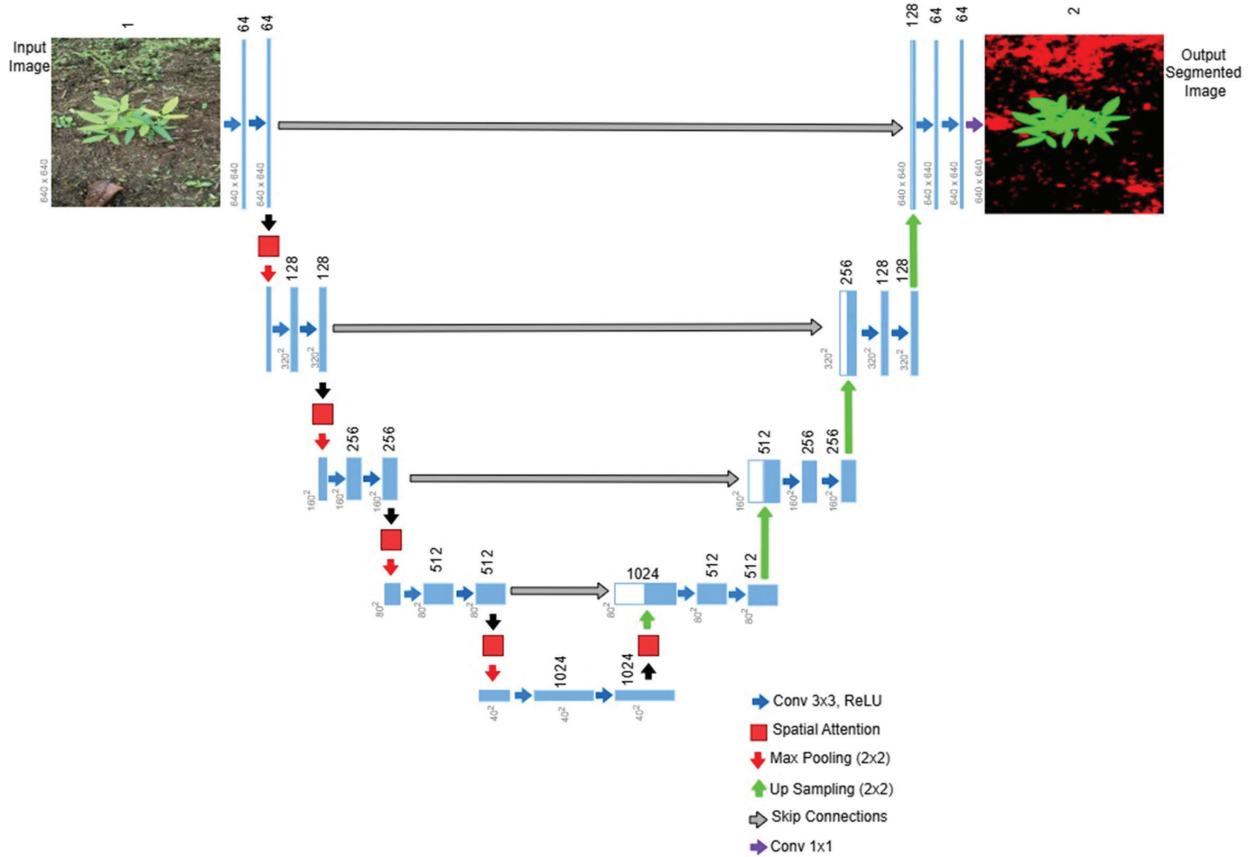 Input
Image
1
64
64
640 x 640
640 x 640
640 x 640
128
64
64
2
Output
Segmented
Image
640 x 640
640 x 640
640 x 640
640 x 640
128
128
320²
320²
256
128
128
320²
320²
320²
256
256
160²
160²
160²
512
256
256
160²
160²
160²
512
512
80²
80²
80²
1024
512
512
80²
80²
80²
1024
1024
40²
40²
40²
Conv 3x3, ReLU
Spatial Attention
Max Pooling (2x2)
Up Sampling (2x2)
Skip Connections
Conv 1x1